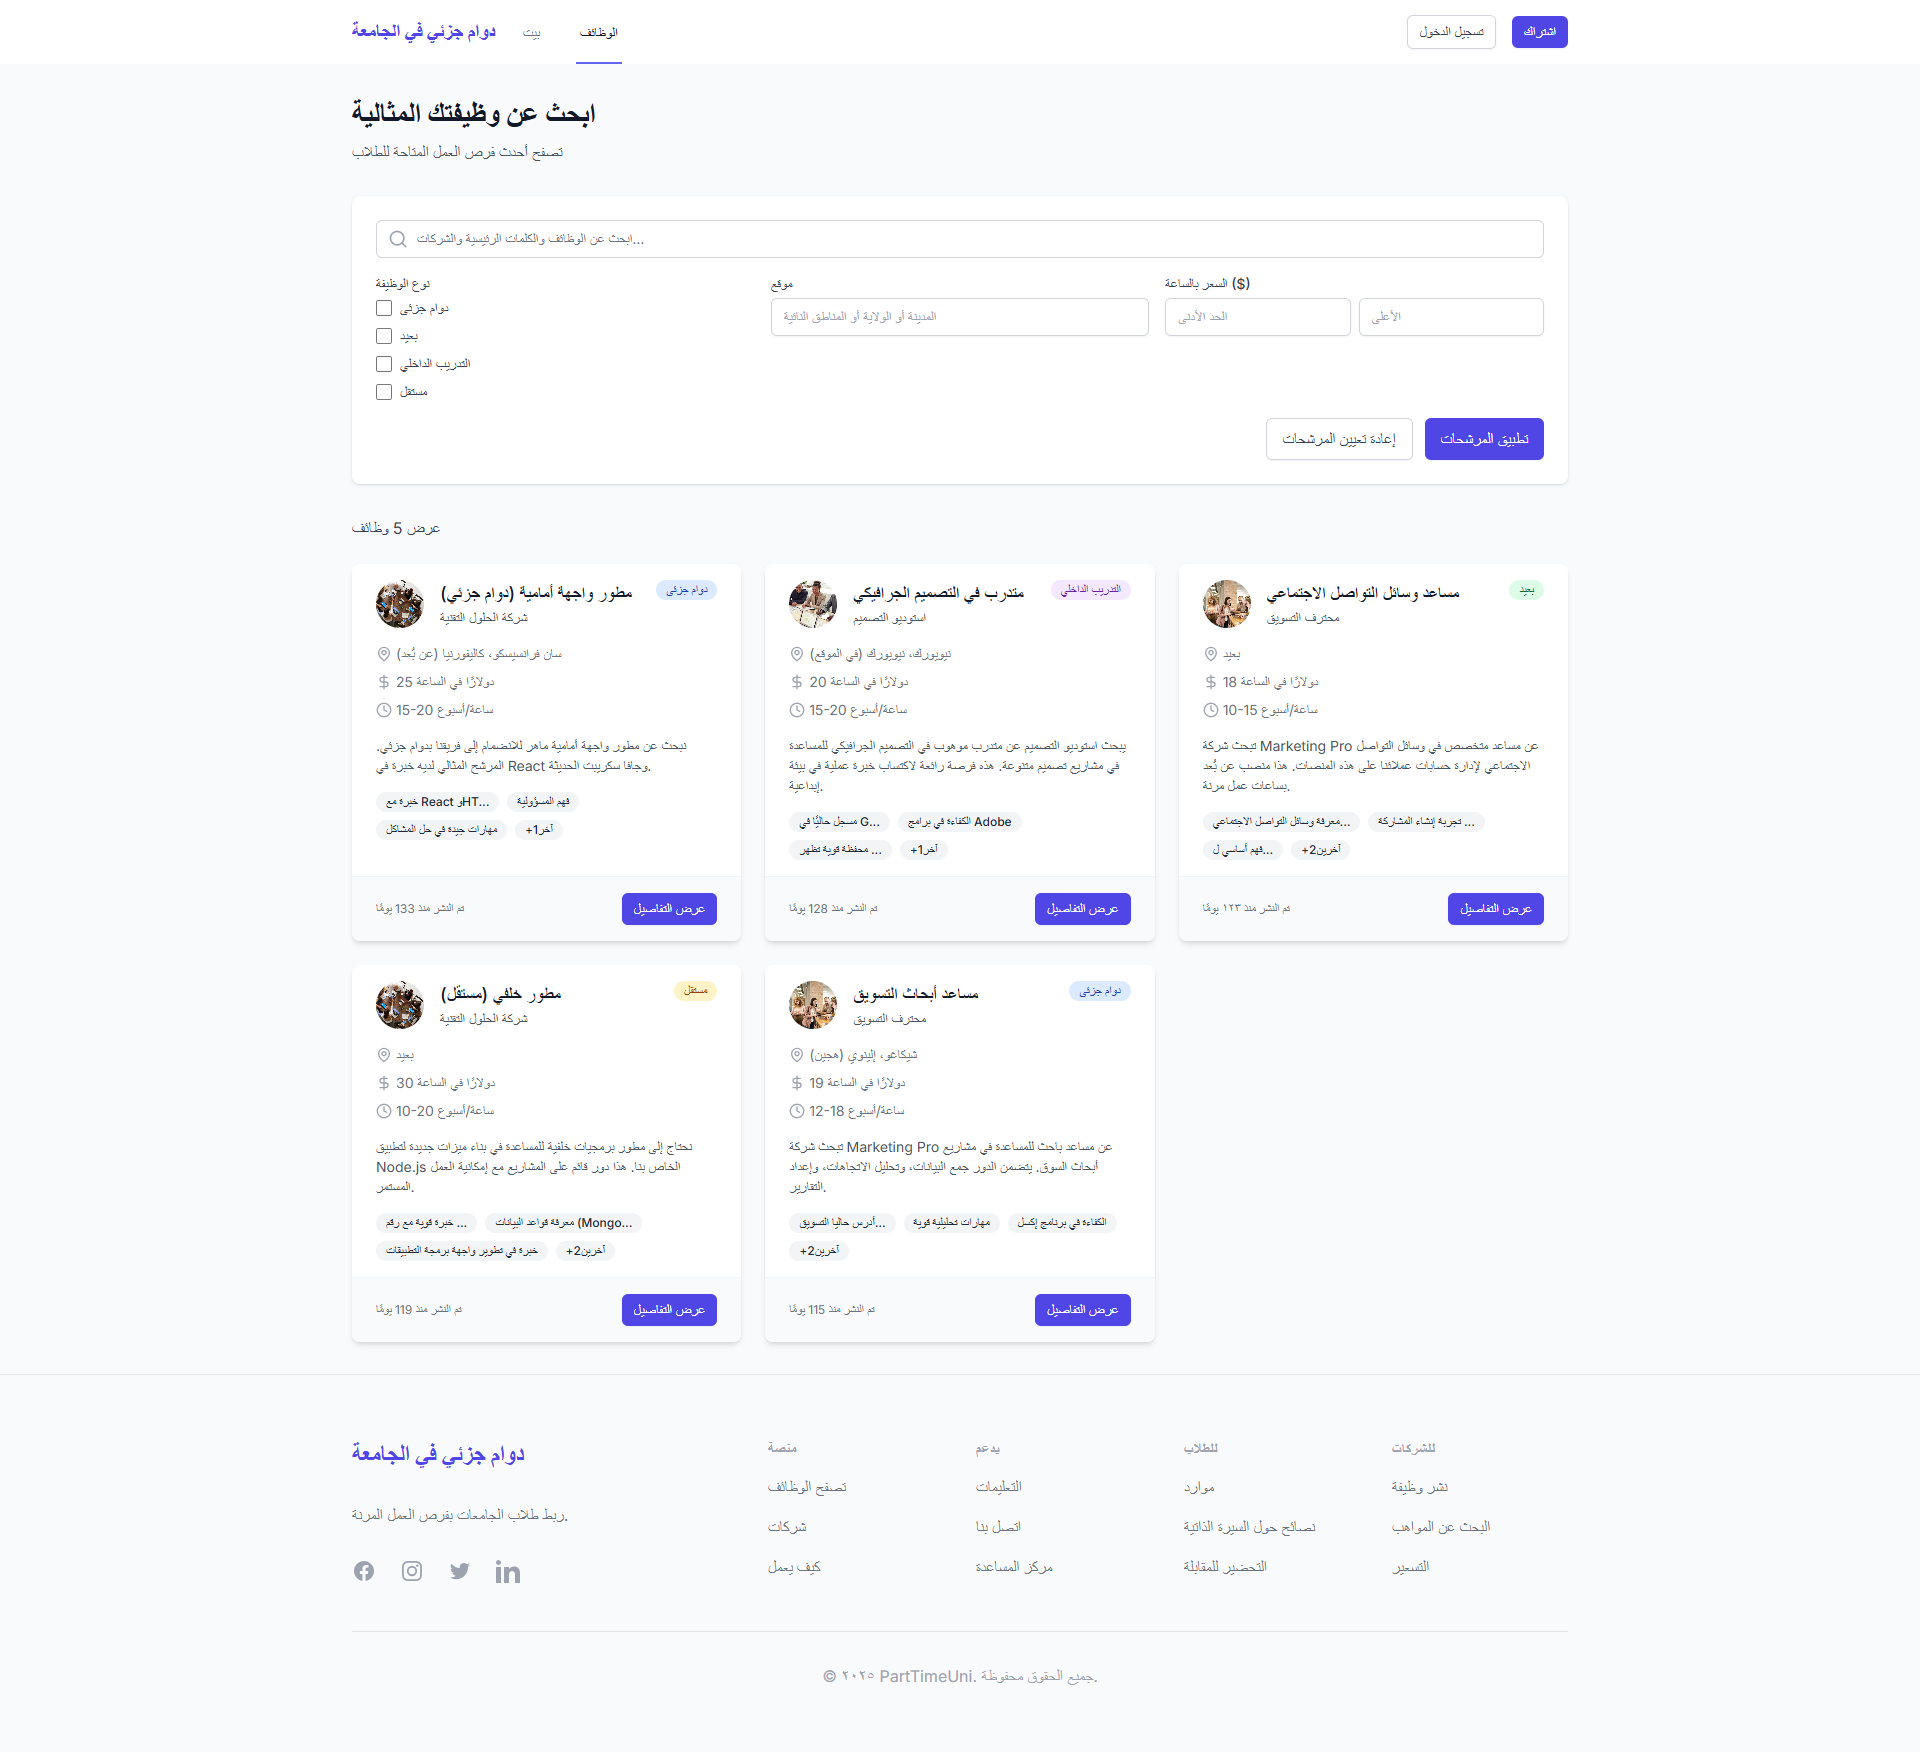 دوام جزئي في الجامعة
بيت
الوظائف
تسجيل الدخول
اشتراك
ابحث عن وظيفتك المثالية
تصفح أحدث فرص العمل المتاحة للطلاب
ابحث عن الوظائف والكلمات الرئيسية والشركات...
نوع الوظيفة
دوام جزئى
بعيد
التدريب الداخلي
مستقل
موقع
المدينة أو الولاية أو المناطق النائية
السعر بالساعة ($)
الحد الأدنى
الأعلى
إعادة تعيين المرشحات
تطبيق المرشحات
عرض 5 وظائف
مطور واجهة أمامية (دوام جزئي)
دوام جزئى
شركة الحلول التقنية
سان فرانسيسكو، كاليفورنيا (عن بُعد)
25 دولارًا في الساعة
15-20 ساعة/أسبوع
نبحث عن مطور واجهة أمامية ماهر للانضمام إلى فريقنا بدوام جزئي.
المرشح المثالي لديه خبرة في React وجافا سكريبت الحديثة.
خبرة مع React وHT...
فهم المسؤولية
مهارات جيدة في حل المشاكل
+1آخر
تم النشر منذ 133 يومًا
عرض التفاصيل
متدرب في التصميم الجرافيكي
التدريب الداخلي
استوديو التصميم
نيويورك، نيويورك (في الموقع)
20 دولارًا في الساعة
15-20 ساعة/أسبوع
يبحث استوديو التصميم عن متدرب موهوب في التصميم الجرافيكي للمساعدة
في مشاريع تصميم متنوعة. هذه فرصة رائعة لاكتساب خبرة عملية في بيئة
إبداعية.
مسجل حاليًا في G...
الكفاءة في برامج Adobe
محفظة قوية تظهر ...
+1آخر
تم النشر منذ 128 يومًا
عرض التفاصيل
مساعد وسائل التواصل الاجتماعي
بعيد
محترف التسويق
بعيد
18 دولارًا في الساعة
10-15 ساعة/أسبوع
تبحث شركة Marketing Pro عن مساعد متخصص في وسائل التواصل
الاجتماعي لإدارة حسابات عملائنا على هذه المنصات. هذا منصب عن بُعد
بساعات عمل مرنة.
معرفة وسائل التواصل الاجتماعي...
تجربة إنشاء المشاركة ...
فهم أساسي ل...
+2آخرين
تم النشر منذ ١٢٣ يومًا
عرض التفاصيل
مطور خلفي (مستقل)
مستقل
شركة الحلول التقنية
بعيد
30 دولارًا في الساعة
10-20 ساعة/أسبوع
نحتاج إلى مطور برمجيات خلفية للمساعدة في بناء ميزات جديدة لتطبيق
Node.js الخاص بنا. هذا دور قائم على المشاريع مع إمكانية العمل
المستمر.
خبرة قوية مع رقم ...
معرفة قواعد البيانات (Mongo...
خبرة في تطوير واجهة برمجة التطبيقات
+2آخرين
تم النشر منذ 119 يومًا
عرض التفاصيل
مساعد أبحاث التسويق
دوام جزئى
محترف التسويق
شيكاغو، إلينوي (هجين)
19 دولارًا في الساعة
12-18 ساعة/أسبوع
تبحث شركة Marketing Pro عن مساعد باحث للمساعدة في مشاريع
أبحاث السوق. يتضمن الدور جمع البيانات، وتحليل الاتجاهات، وإعداد
التقارير.
أدرس حاليا التسويق...
مهارات تحليلية قوية
الكفاءة في برنامج إكسل
+2آخرين
تم النشر منذ 115 يومًا
عرض التفاصيل
دوام جزئي في الجامعة
ربط طلاب الجامعات بفرص العمل المرنة.
منصة
تصفح الوظائف
شركات
كيف يعمل
يدعم
التعليمات
اتصل بنا
مركز المساعدة
للطلاب
موارد
نصائح حول السيرة الذاتية
التحضير للمقابلة
للشركات
نشر وظيفة
البحث عن المواهب
التسعير
© ٢٠٢٥ PartTimeUni. جميع الحقوق محفوظة.